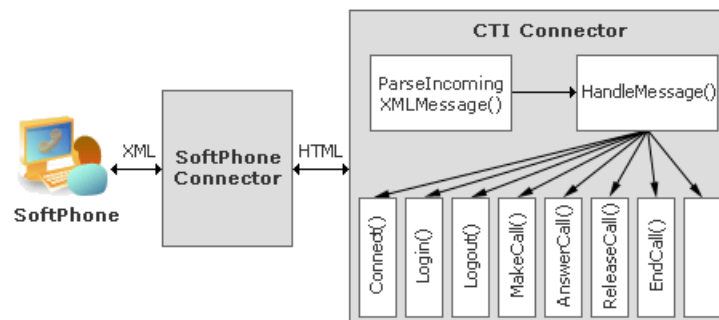 CTI Connector
ParseIncoming
XMLMessage()
HandleMessage()
XML
SoftPhone
Connector
HTML
SoftPhone
Connect()
Login()
Logout()
MakeCall()
AnswerCall()
ReleaseCall()
EndCall()